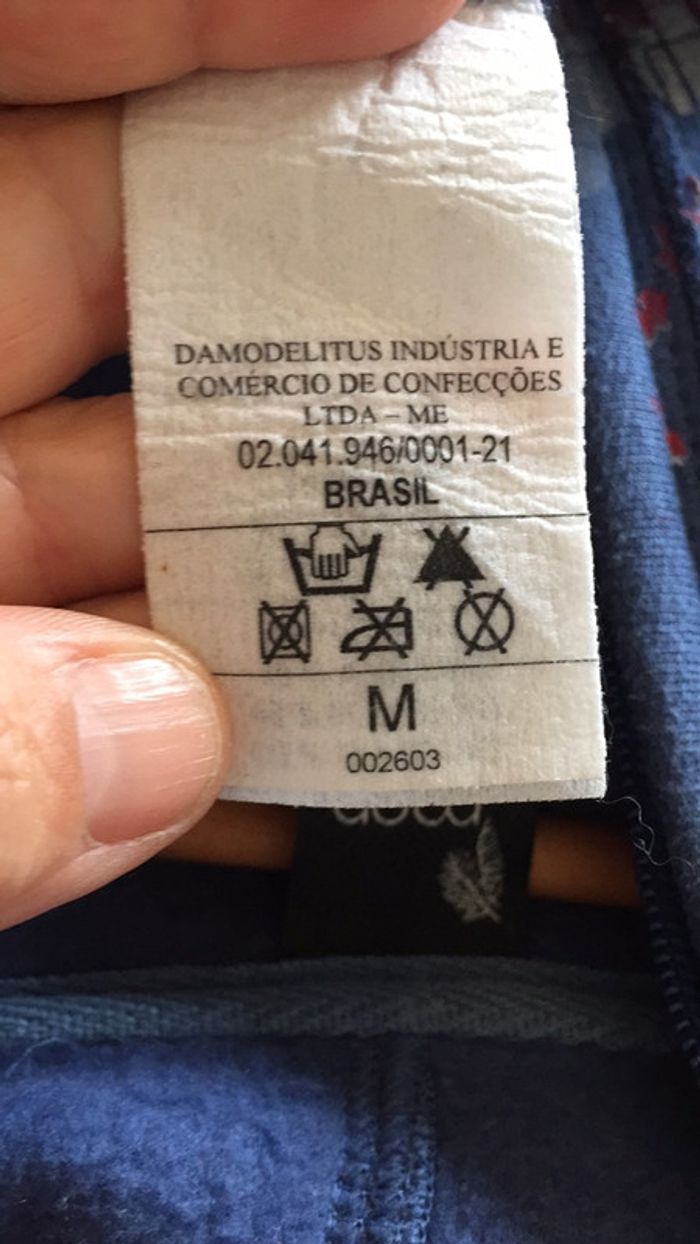 DAMODELITUS INDÚSTRIA E
COMÉRCIO DE CONFECÇÕES
LTDA – ME
02.041.946/0001-21
BRASIL
M
002603